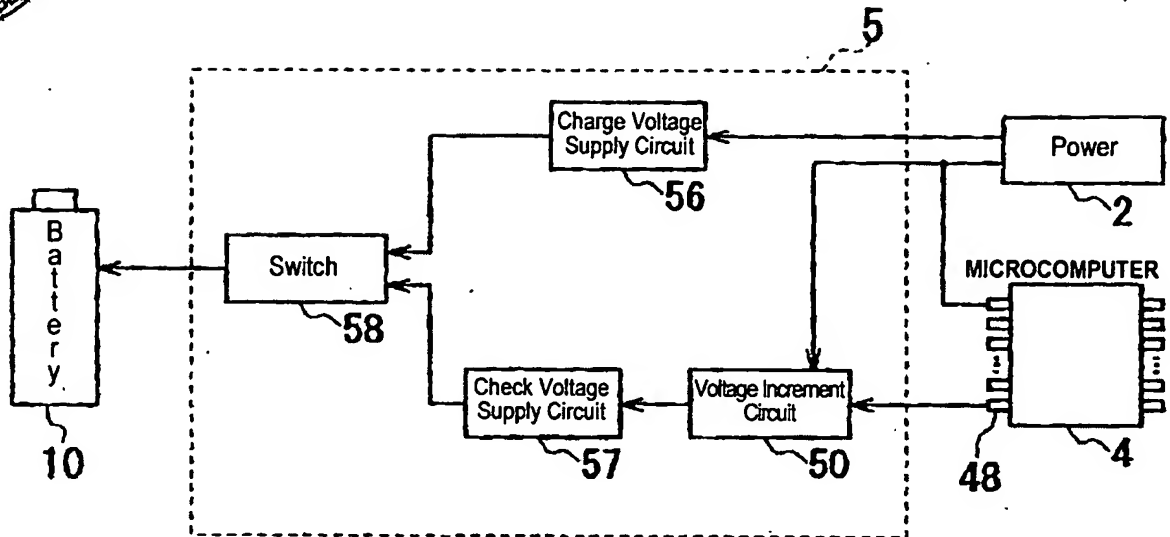 5
Charge Voltage
Supply Circuit
56
Power
2
Battery
10
Switch
58
MICROCOMPUTER
Check Voltage
Supply Circuit
57
Voltage Increment
Circuit
50
48
4